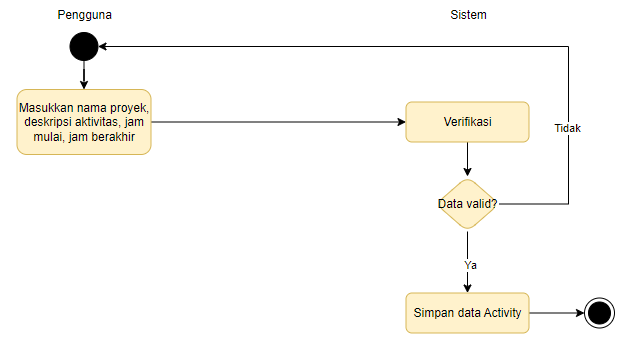 Pengguna
Sistem
Masukkan nama proyek,
deskripsi aktivitas, jam
mulai, jam berakhir
Verifikasi
Tidak
Data valid?
Ya
Simpan data Activity